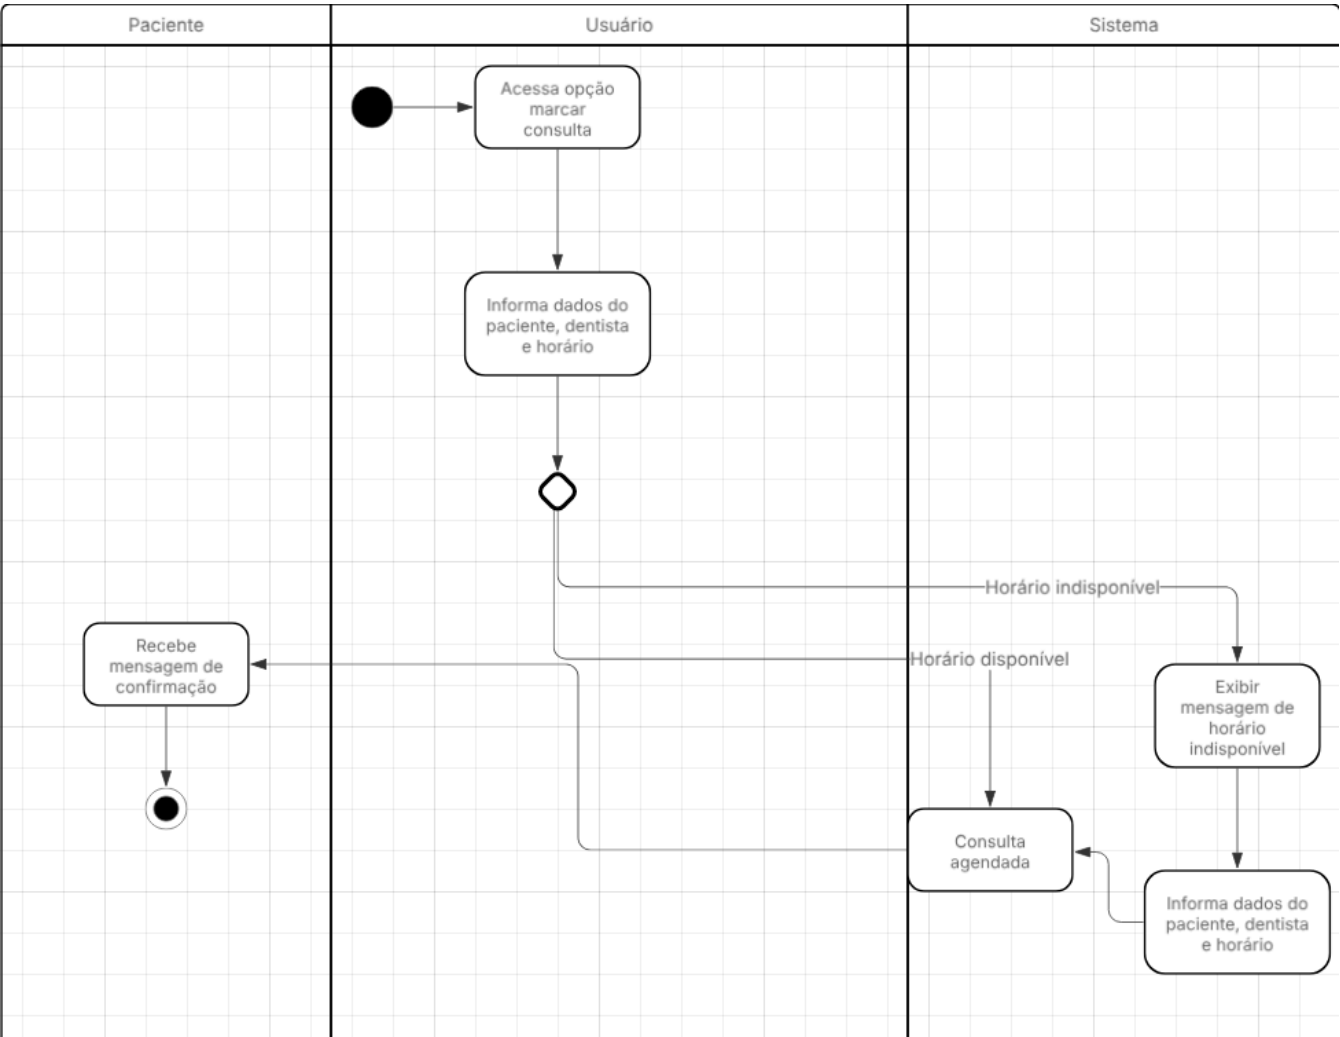 Paciente
Usuário
Sistema
Acessa opção
marcar
consulta
Informa dados do
paciente, dentista
e horário
Horário indisponível
Horário disponível
Recebe
mensagem de
confirmação
Exibir
mensagem de
horário
indisponível
Consulta
agendada
Informa dados do
paciente, dentista
e horário